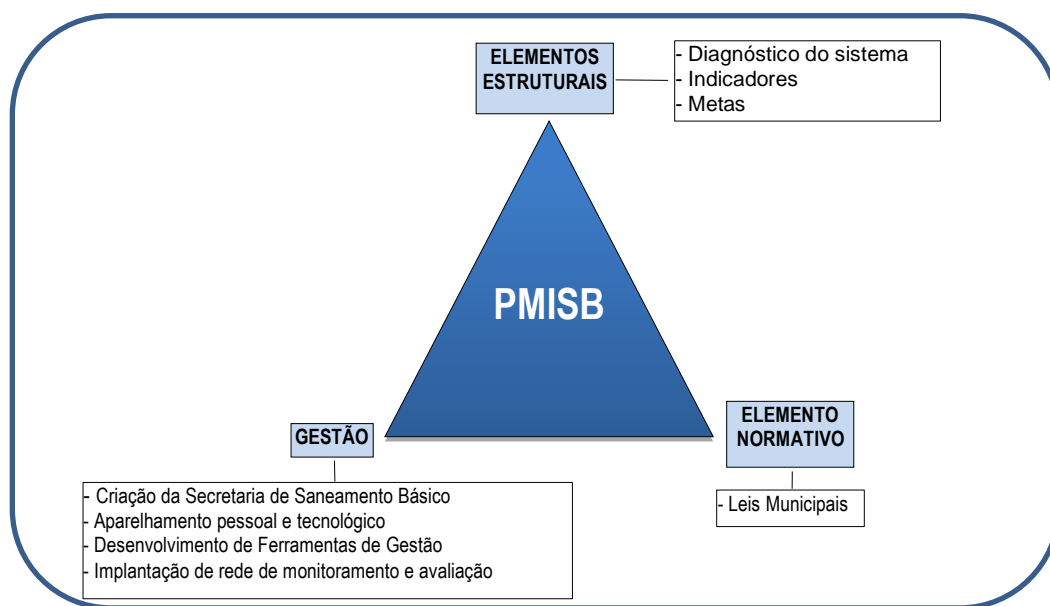 ELEMENTOS
ESTRUTURAIS
- Diagnóstico do sistema
- Indicadores
- Metas
PMISB
GESTÃO
- Criação da Secretaria de Saneamento Básico
- Aparelhamento pessoal e tecnológico
- Desenvolvimento de Ferramentas de Gestão
- Implantação de rede de monitoramento e avaliação
ELEMENTO
NORMATIVO
- Leis Municipais